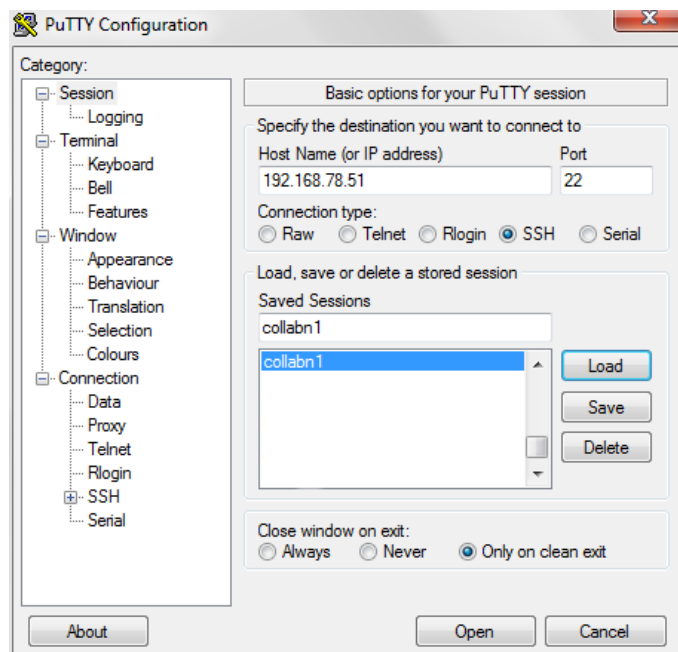 PuTTY Configuration
Category:
Session
Logging
Terminal
Keyboard
Bell
Features
Window
Appearance
Behaviour
Translation
Selection
Colours
Connection
Data
Proxy
Telnet
Rlogin
SSH
Serial
Basic options for your PuTTY session
Specify the destination you want to connect to
Host Name (or IP address) Port
192.168.78.51 22
Connection type:
Raw Telnet Rlogin SSH Serial
Load, save or delete a stored session
Saved Sessions
collabn1
collabn1
Load
Save
Delete
Close window on exit:
Always Never Only on clean exit
About Open Cancel